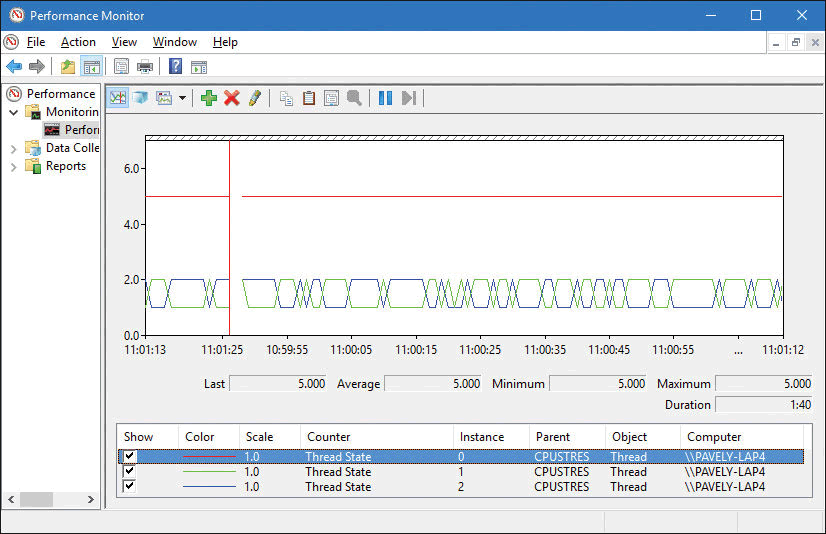 Performance Monitor
File Action View Window Help
Performance
Monitorin
Perforn
Data Colle
Reports
6.0
4.0
2.0
0.0
11:01:13 11:01:25 10:59:55 11:00:05 11:00:15 11:00:25 11:00:35 11:00:45 11:00:55 ... 11:01:12
Last 5.000 Average 5.000 Minimum 5.000 Maximum 5.000
Duration 1:40
Show Color Scale Counter Instance Parent Object Computer
1.0 Thread State 0 CPUSTRES Thread \\PAVELY-LAP4
1.0 Thread State 1 CPUSTRES Thread \\PAVELY-LAP4
1.0 Thread State 2 CPUSTRES Thread \\PAVELY-LAP4